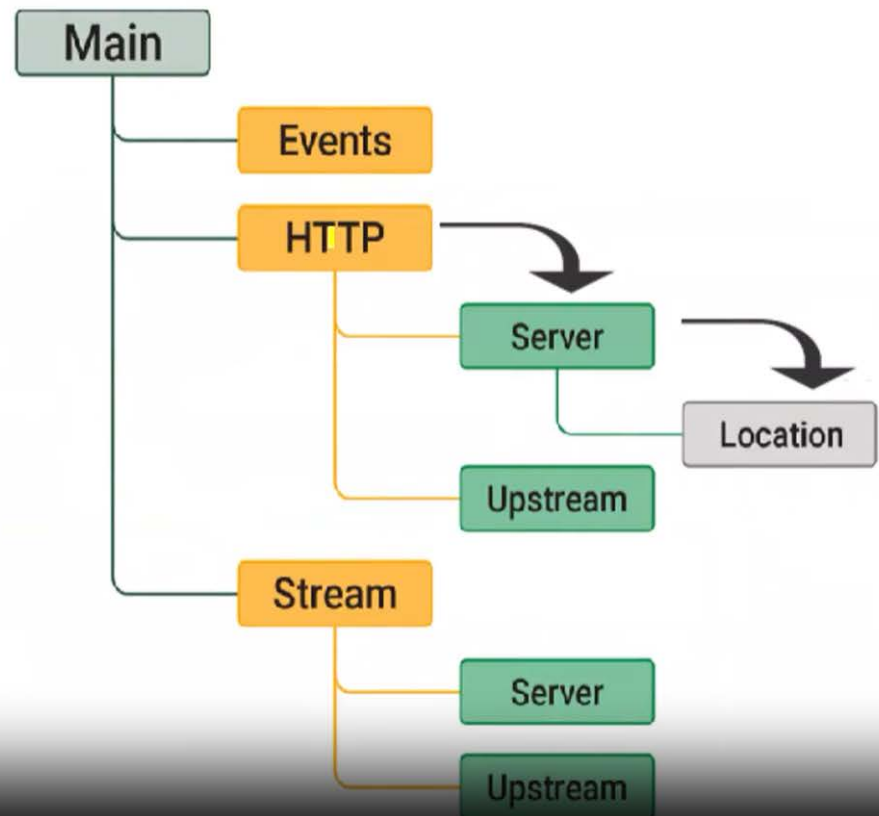 Main
Events
HTTP
Server
Location
Upstream
Stream
Server
Upstream